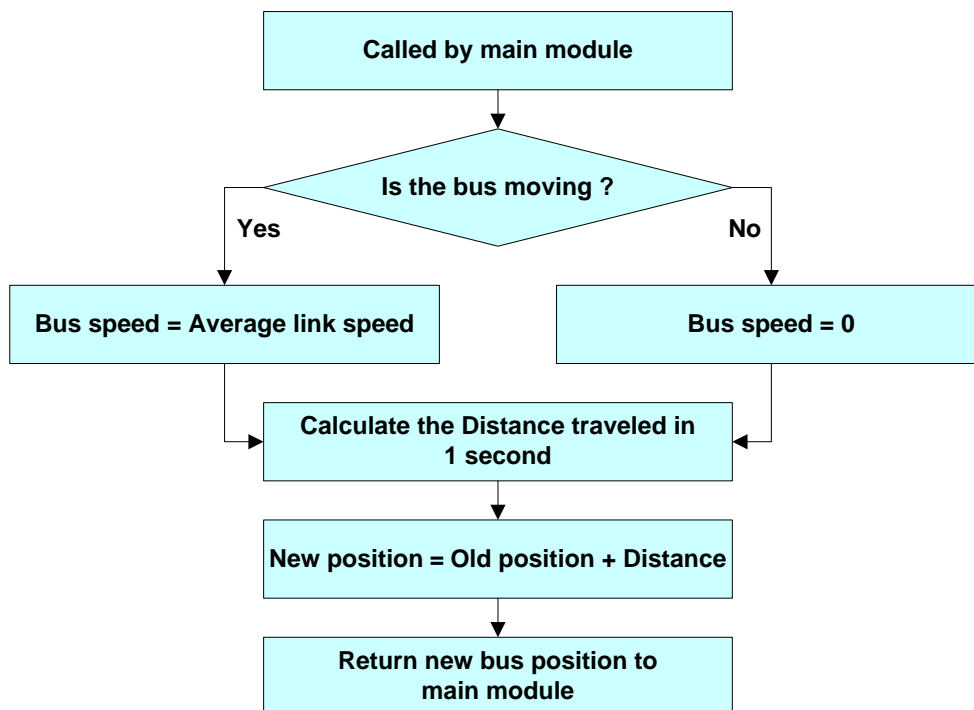 Called by main module
Is the bus moving ?
Yes
No
Bus speed = Average link speed
Bus speed = 0
Calculate the Distance traveled in
1 second
New position = Old position + Distance
Return new bus position to
main module